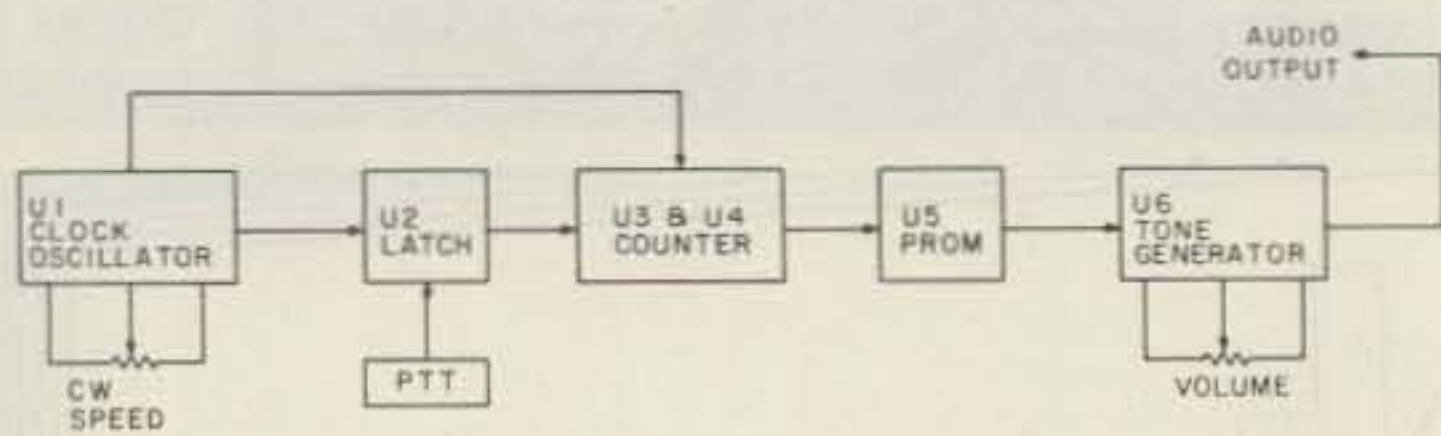 AUDIO
OUTPUT
U1
CLOCK
OSCILLATOR
U2
LATCH
U3 & U4
COUNTER
U5
PROM
U6
TONE
GENERATOR
CW
SPEED
PTT
VOLUME